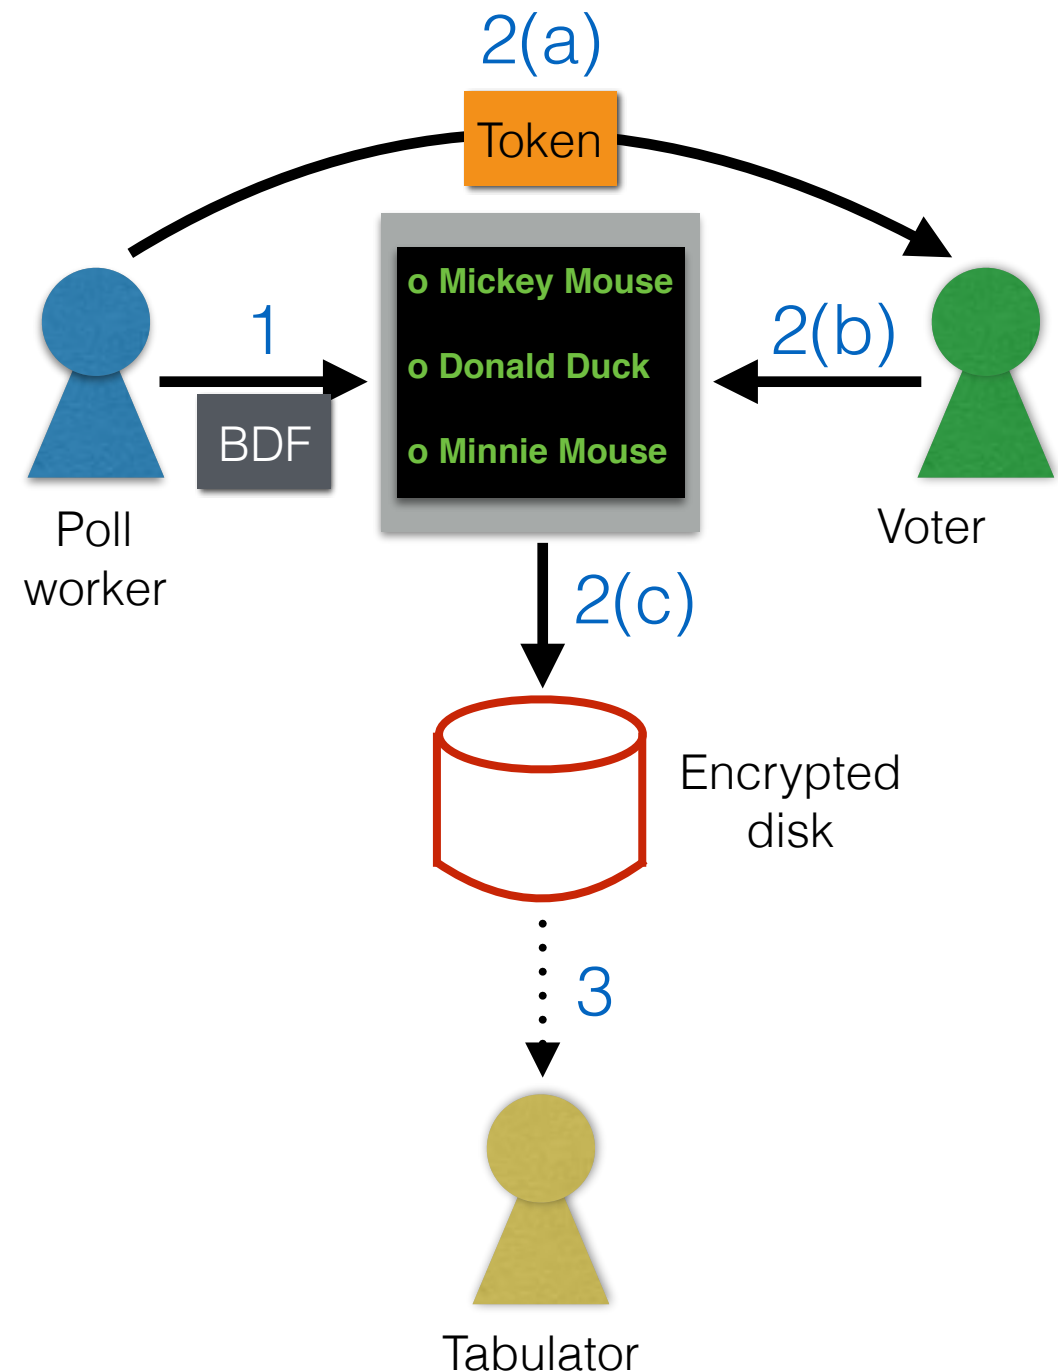 2(a)
Token
o Mickey Mouse
1
2(b)
o Donald Duck
BDF
o Minnie Mouse
Poll
worker
Voter
2(c)
Encrypted
disk
3
Tabulator